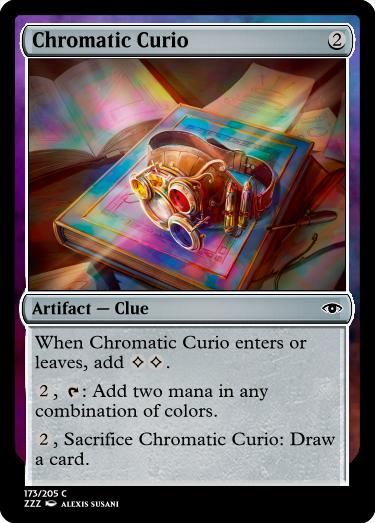 Chromatic Curio 2
Artifact — Clue
When Chromatic Curio enters or
leaves, add ⟡⟡.
2, T: Add two mana in any
combination of colors.
2, Sacrifice Chromatic Curio: Draw
a card.
173/205 C
ZZZ ALEXIS SUSANI